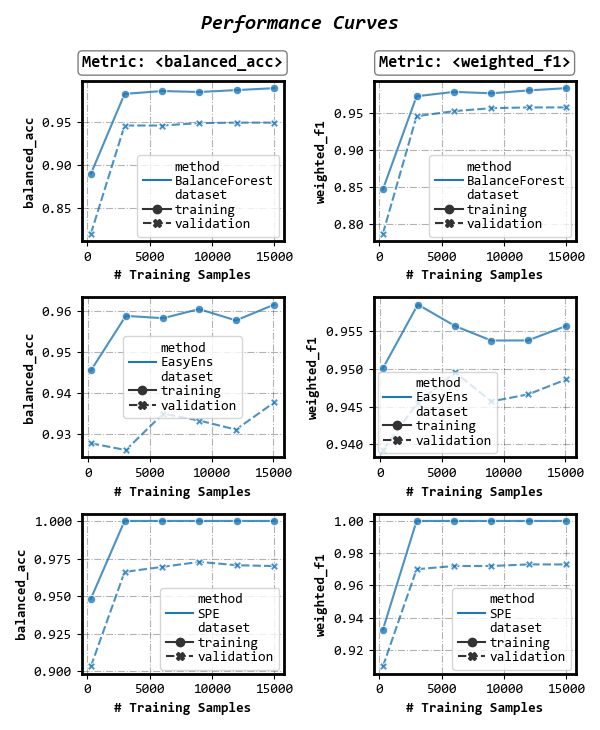 Performance Curves
Metric: <balanced_acc>
Metric: <weighted_f1>
balanced_acc
0.95
0.90
0.85
method
BalanceForest
dataset
training
validation
0
5000
10000
15000
# Training Samples
weighted_f1
0.95
0.90
0.85
0.80
method
BalanceForest
dataset
training
validation
0
5000
10000
15000
# Training Samples
balanced_acc
0.96
0.95
0.94
0.93
method
EasyEns
dataset
training
validation
0
5000
10000
15000
# Training Samples
weighted_f1
0.955
0.950
0.945
0.940
method
EasyEns
dataset
training
validation
0
5000
10000
15000
# Training Samples
balanced_acc
1.000
0.975
0.950
0.925
0.900
method
SPE
dataset
training
validation
0
5000
10000
15000
# Training Samples
weighted_f1
1.00
0.98
0.96
0.94
0.92
method
SPE
dataset
training
validation
0
5000
10000
15000
# Training Samples